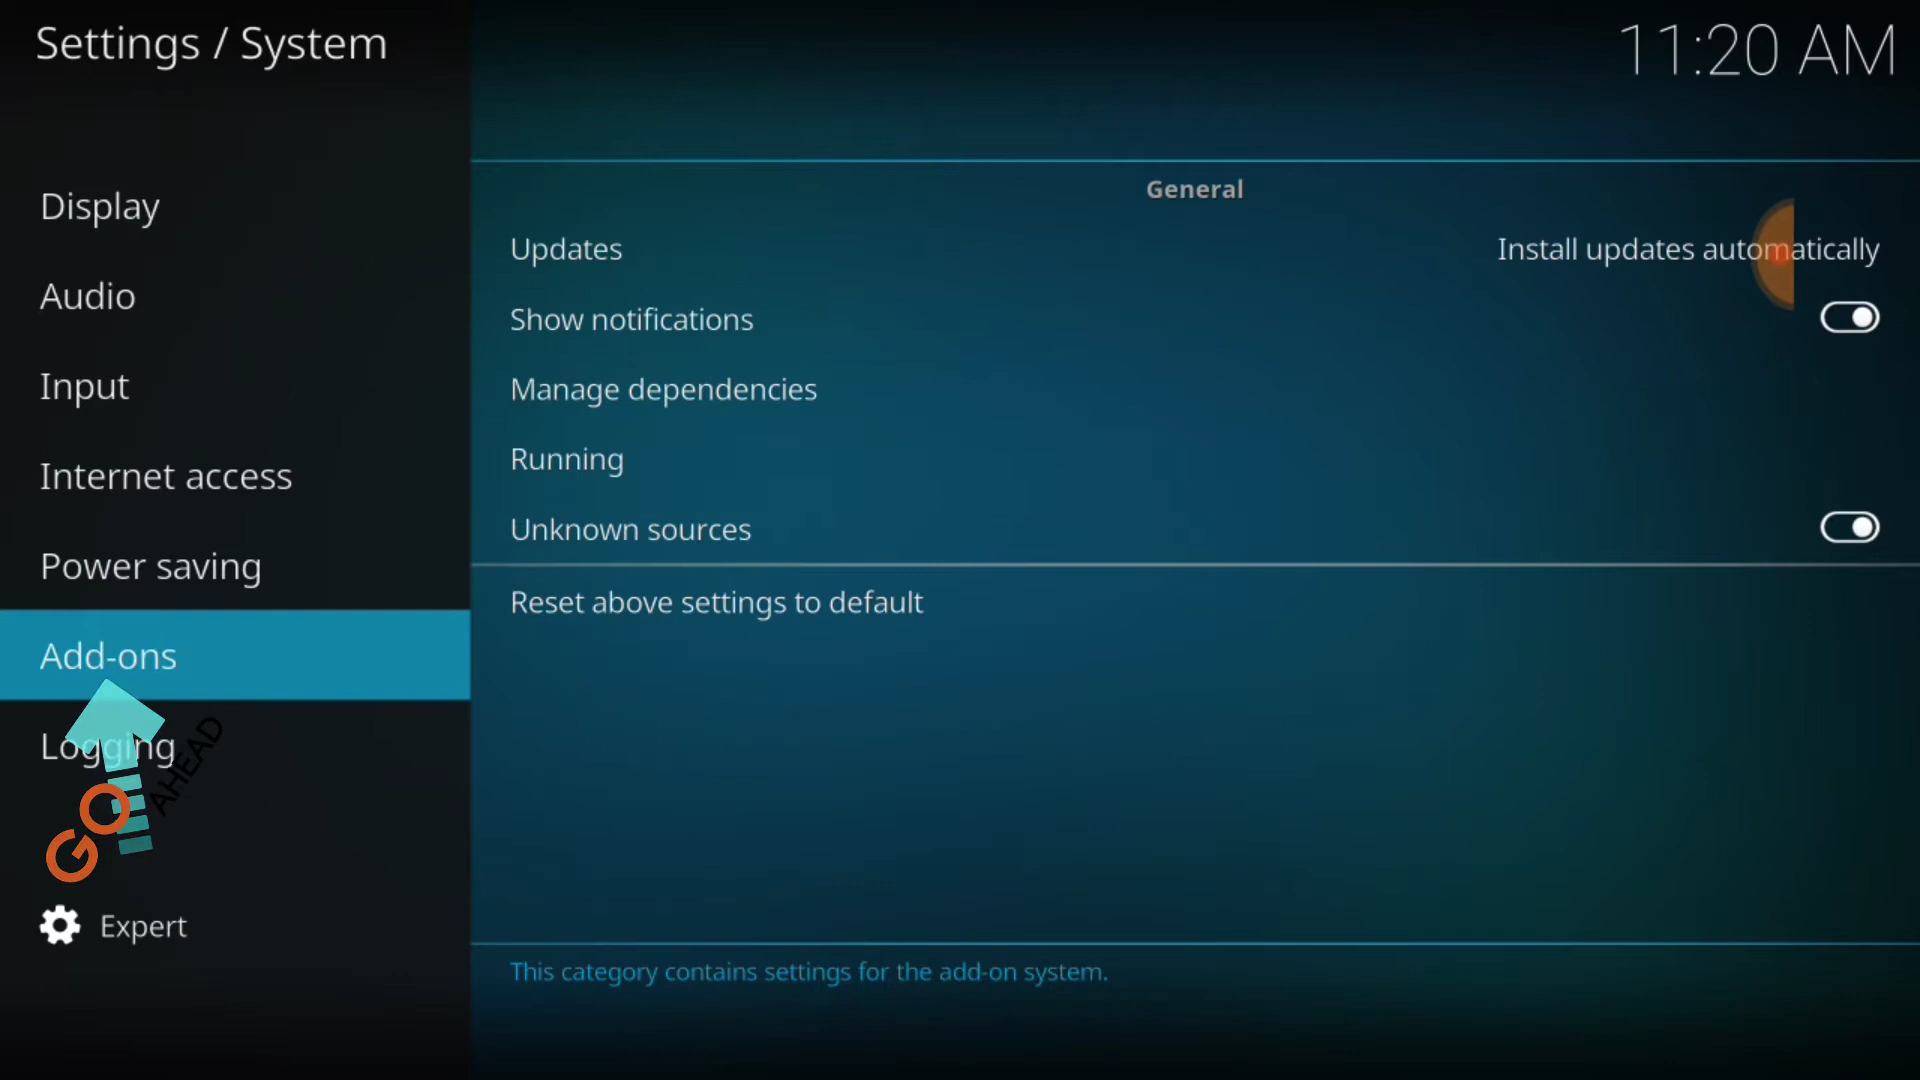 Settings / System
11:20 AM
Display
Audio
Input
Internet access
Power saving
Add-ons
Logging
GO
AHEAD
Expert
General
Updates
Install updates automatically
Show notifications
Manage dependencies
Running
Unknown sources
Reset above settings to default
This category contains settings for the add-on system.